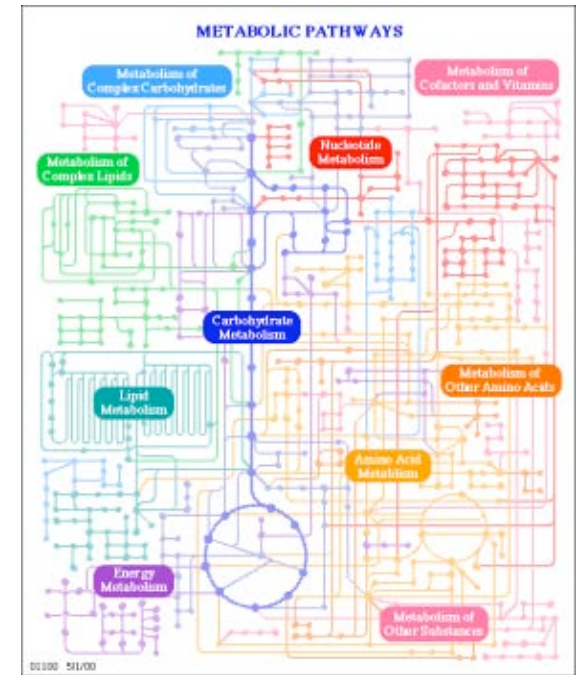 METABOLIC PATHWAYS
Metabolism of
Complex Carbohydrates
Metabolism of
Cofactors and Vitamins
Nucleotide
Metabolism
Metabolism of
Complex Lipids
Carbohydrate
Metabolism
Metabolism of
Other Amino Acids
Lipid
Metabolism
Amino Acid
Metabolism
Energy
Metabolism
Metabolism of
Other Substances
01100 5/1/00